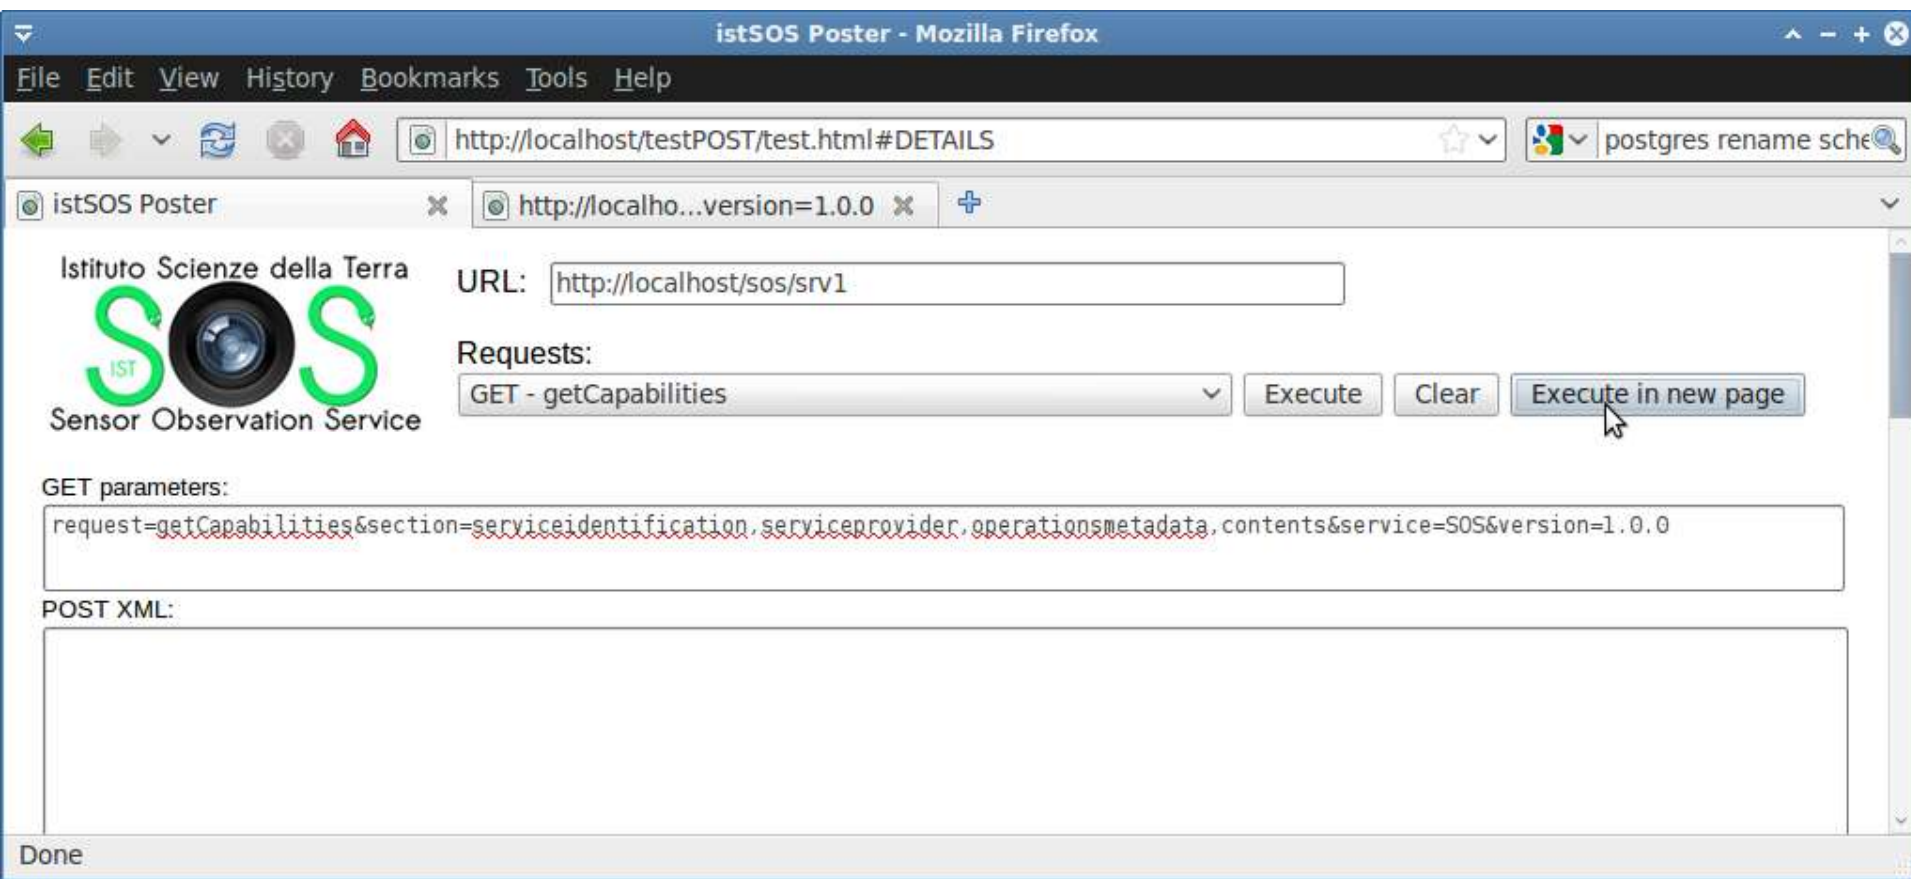 istSOS Poster - Mozilla Firefox
File Edit View History Bookmarks Tools Help
http://localhost/testPOST/test.html#DETAILS
postgres rename sche
istSOS Poster
http://localho...version=1.0.0
Istituto Scienze della Terra
SOS
IST
Sensor Observation Service
URL: http://localhost/sos/srv1
Requests:
GET - getCapabilities Execute Clear Execute in new page
GET parameters:
request=getCapabilities&section=serviceidentification,serviceprovider,operationsmetadata,contents&service=SOS&version=1.0.0
POST XML:
Done